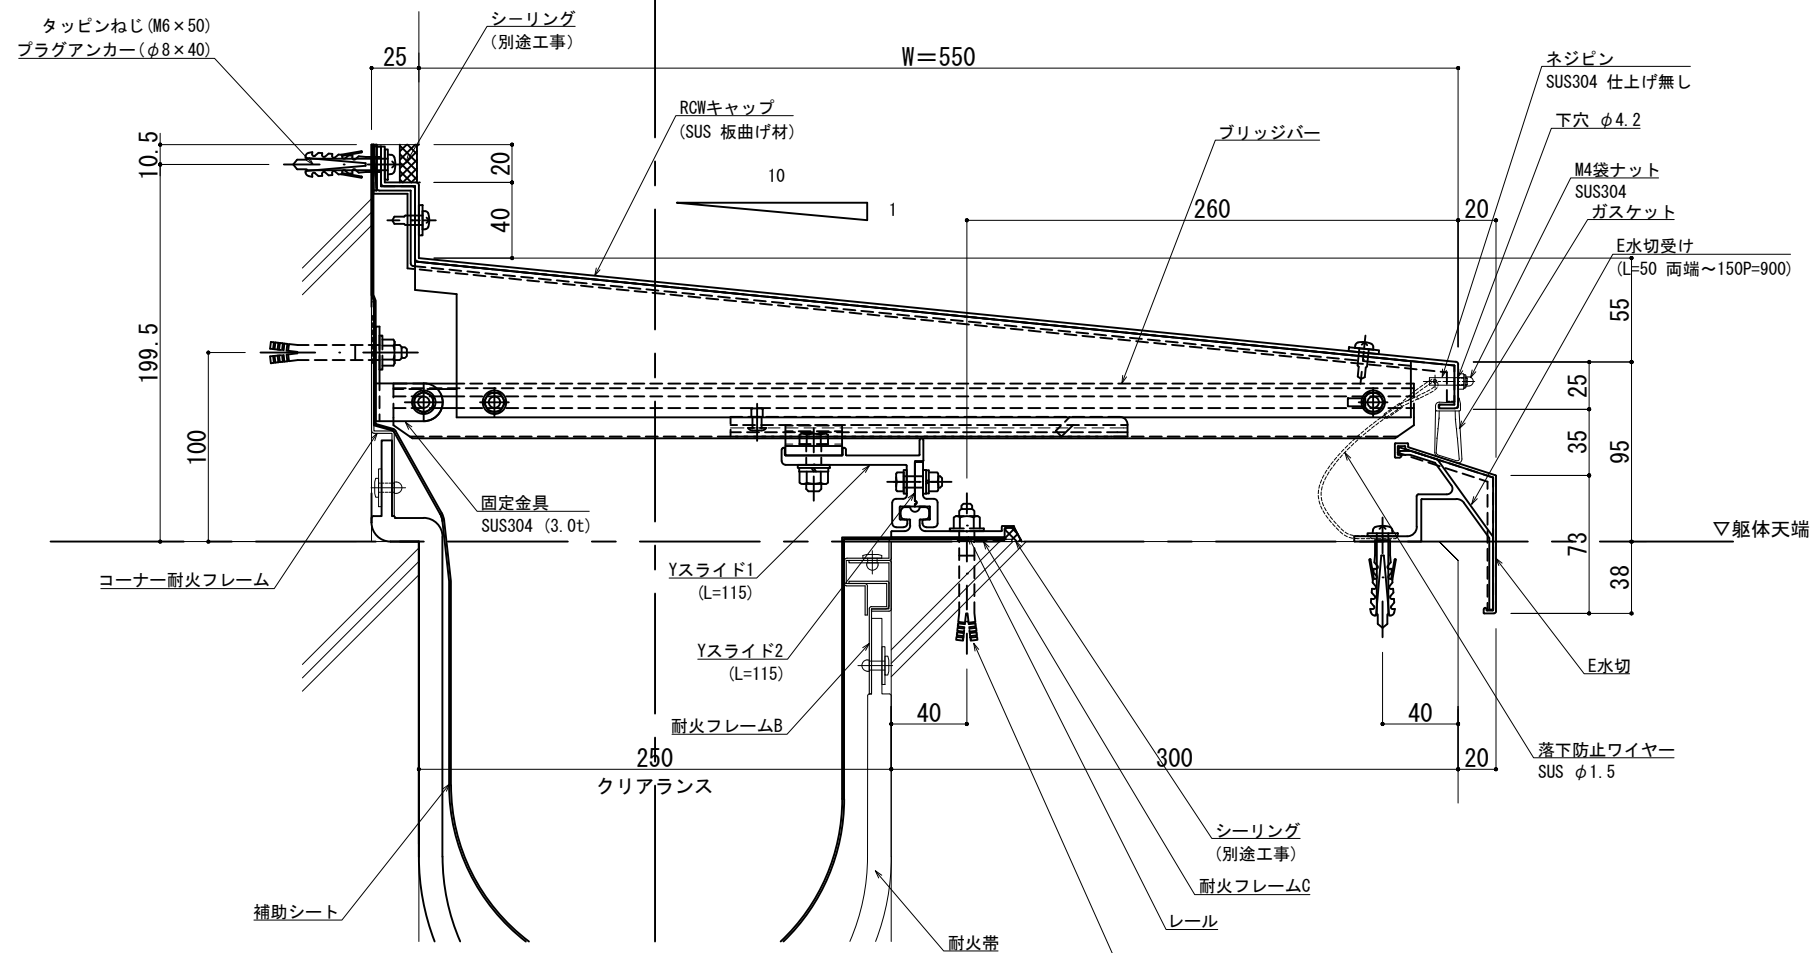 タッピンねじ(M6×50)
プラグアンカー(φ8×40)
シーリング
(別途工事)
25
W＝550
ネジピン
SUS304 仕上げ無し
RCWキャップ
(SUS 板曲げ材)
ブリッジバー
下穴 φ4.2
10.5
20
10
1
M4袋ナット
SUS304
40
260
20
ガスケット
E水切受け
(L=50 両端～150P=900)
199.5
55
25
100
35
95
固定金具
SUS304 (3.0t)
▽躯体天端
コーナー耐火フレーム
Yスライド1
(L=115)
73
38
Yスライド2
(L=115)
E水切
耐火フレームB
40
40
250
クリアランス
300
20
落下防止ワイヤー
SUS φ1.5
シーリング
(別途工事)
耐火フレームC
補助シート
レール
耐火帯